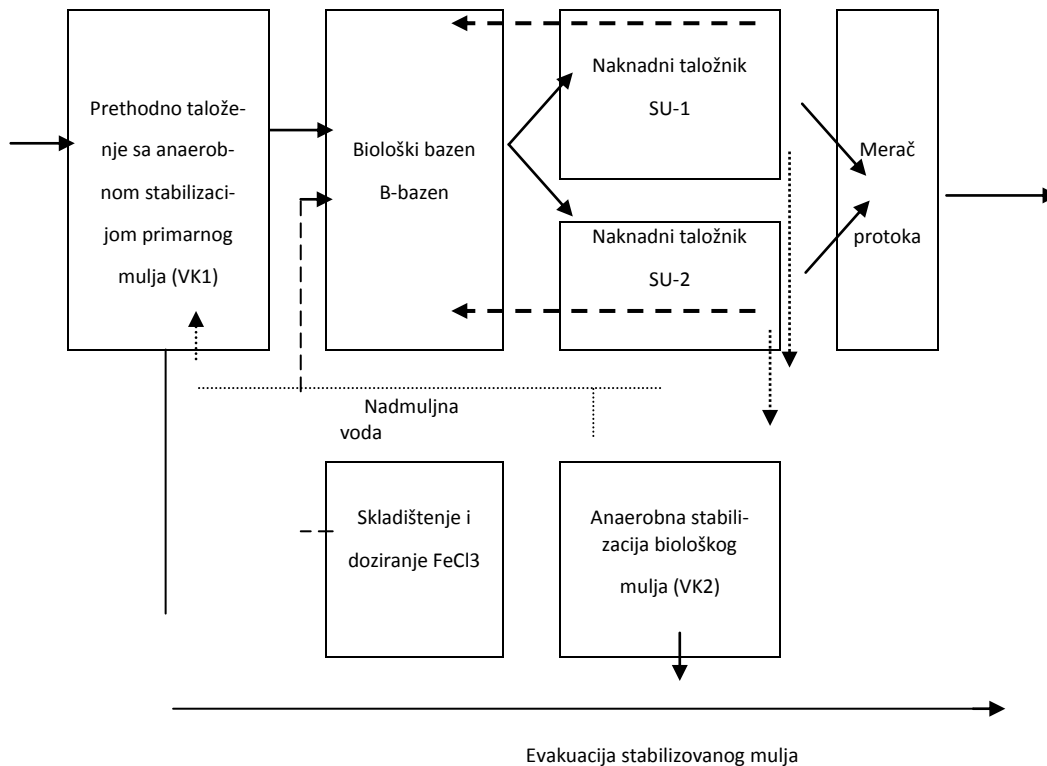 Prethodno talože-
nje sa anaerob-
nom stabilizaci-
jom primarnog
mulja (VK1)
Biološki bazen
B-bazen
Naknadni taložnik
SU-1
Naknadni taložnik
SU-2
Merač
protoka
Nadmuljna
voda
Skladištenje i
doziranje FeCl3
Anaerobna stabili-
zacija biološkog
mulja (VK2)
Evakuacija stabilizovanog mulja